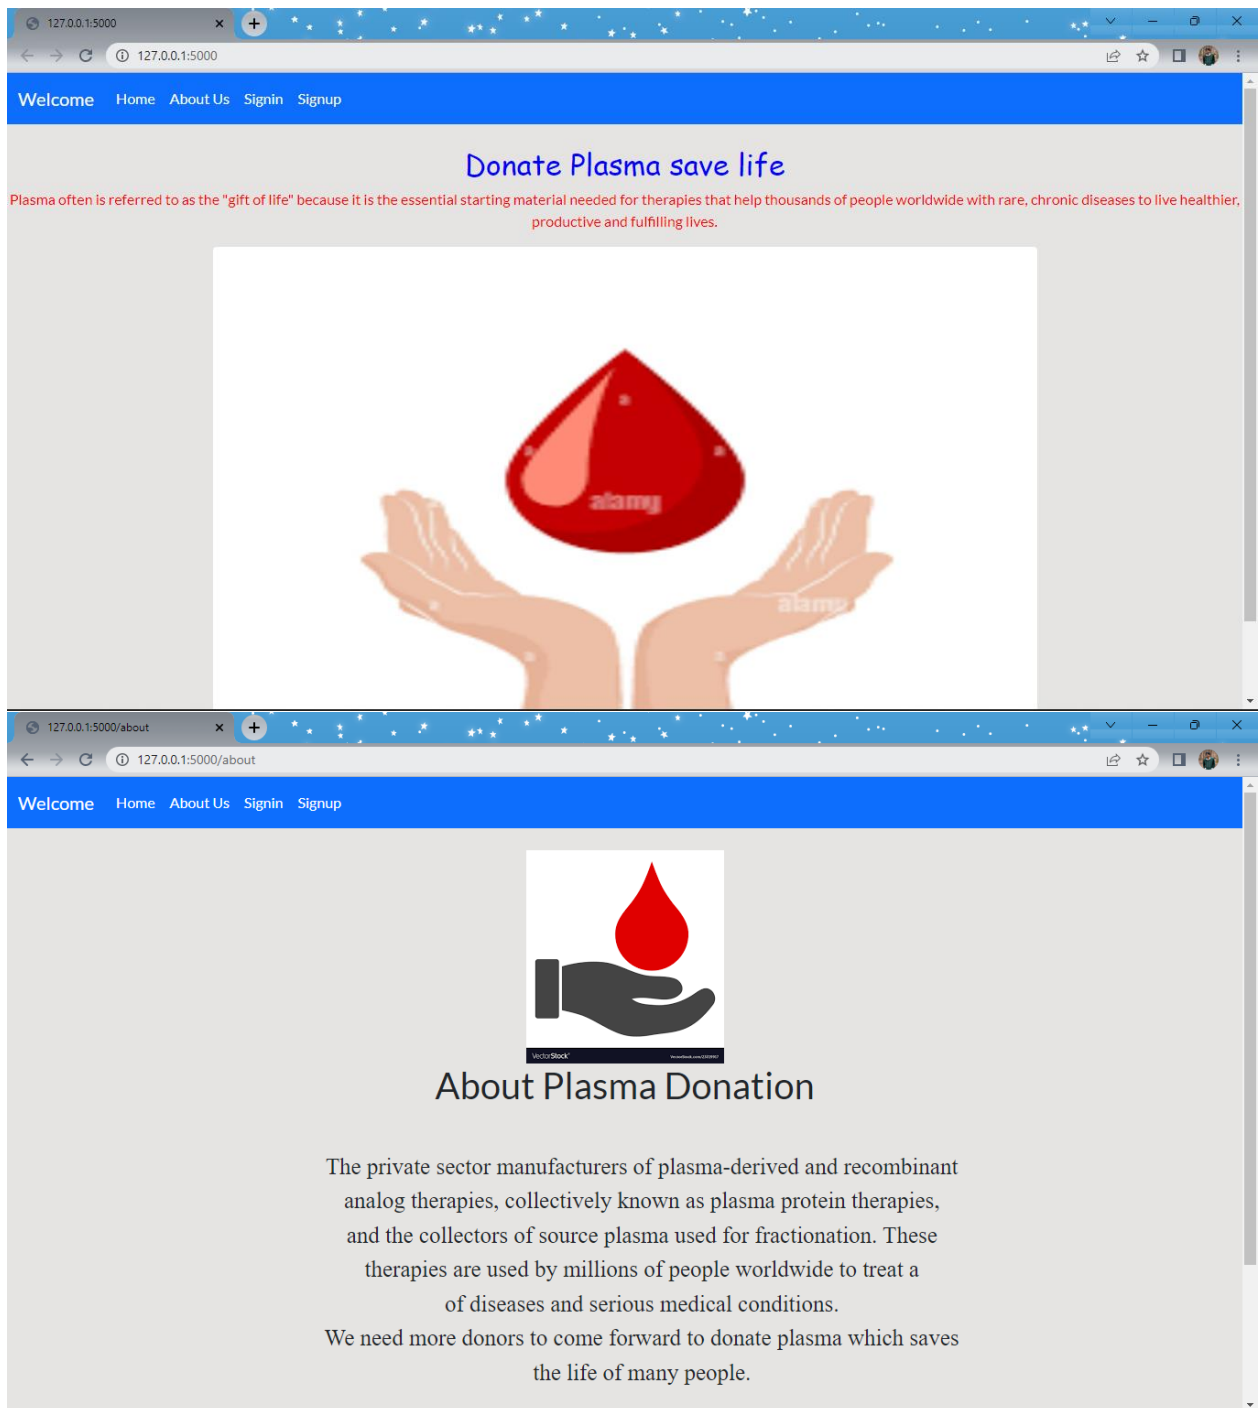 127.0.0.1:5000
127.0.0.1:5000
Welcome Home About Us Signin Signup
Donate Plasma save life
Plasma often is referred to as the "gift of life" because it is the essential starting material needed for therapies that help thousands of people worldwide with rare, chronic diseases to live healthier,
productive and fulfilling lives.
a
a a
alamy
alamy
a
a a
127.0.0.1:5000/about
127.0.0.1:5000/about
Welcome Home About Us Signin Signup
VectorStock®
About Plasma Donation
The private sector manufacturers of plasma-derived and recombinant
analog therapies, collectively known as plasma protein therapies,
and the collectors of source plasma used for fractionation. These
therapies are used by millions of people worldwide to treat a
of diseases and serious medical conditions.
We need more donors to come forward to donate plasma which saves
the life of many people.